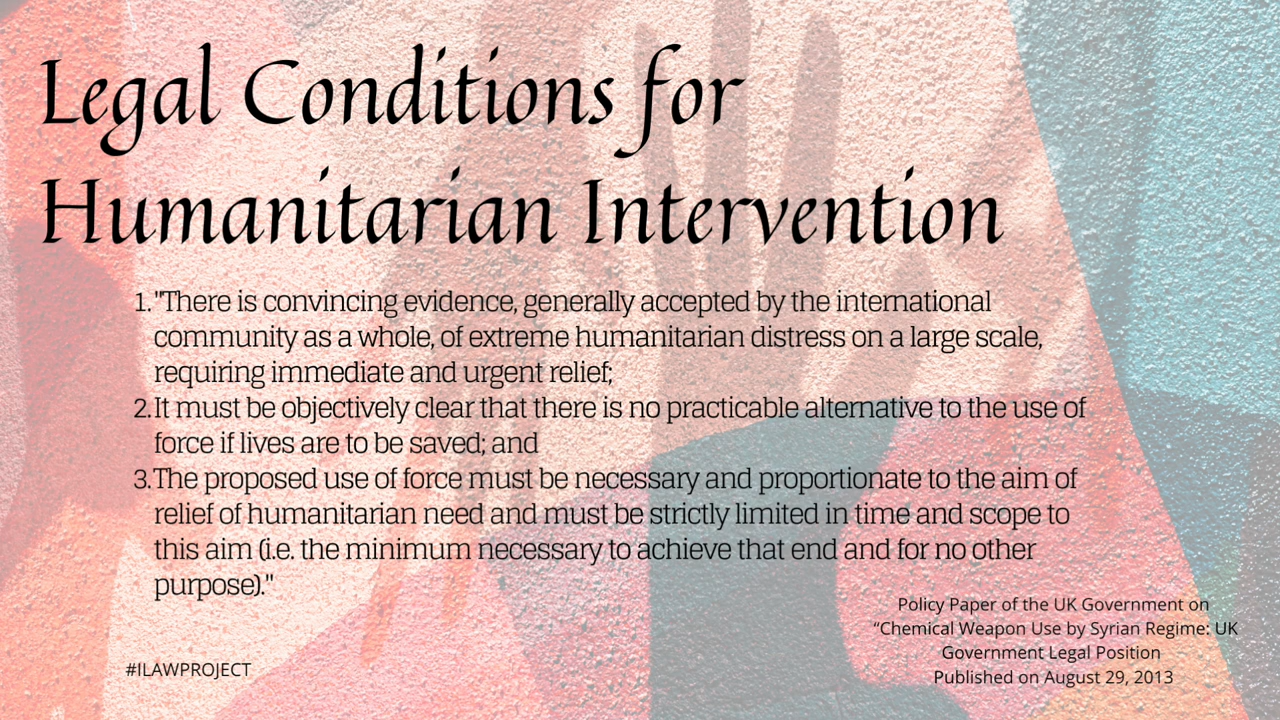 Legal Conditions for
Humanitarian Intervention
1. "There is convincing evidence, generally accepted by the international
community as a whole, of extreme humanitarian distress on a large scale,
requiring immediate and urgent relief;
2. It must be objectively clear that there is no practicable alternative to the use of
force if lives are to be saved; and
3. The proposed use of force must be necessary and proportionate to the aim of
relief of humanitarian need and must be strictly limited in time and scope to
this aim (i.e. the minimum necessary to achieve that end and for no other
purpose)."
Policy Paper of the UK Government on
“Chemical Weapon Use by Syrian Regime: UK
Government Legal Position
Published on August 29, 2013
#ILAWPROJECT